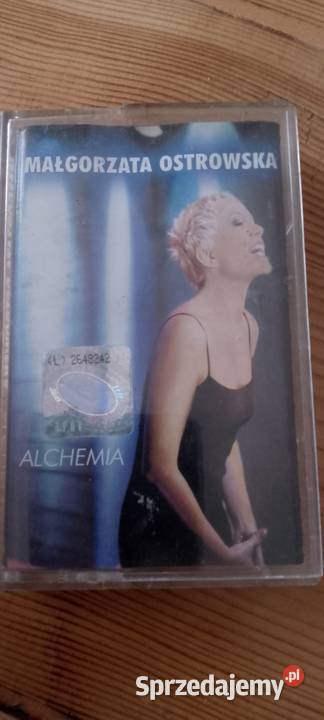 MAŁGORZATA OSTROWSKA
(L) 2648242
ALCHEMIA
Sprzedajemy.pl